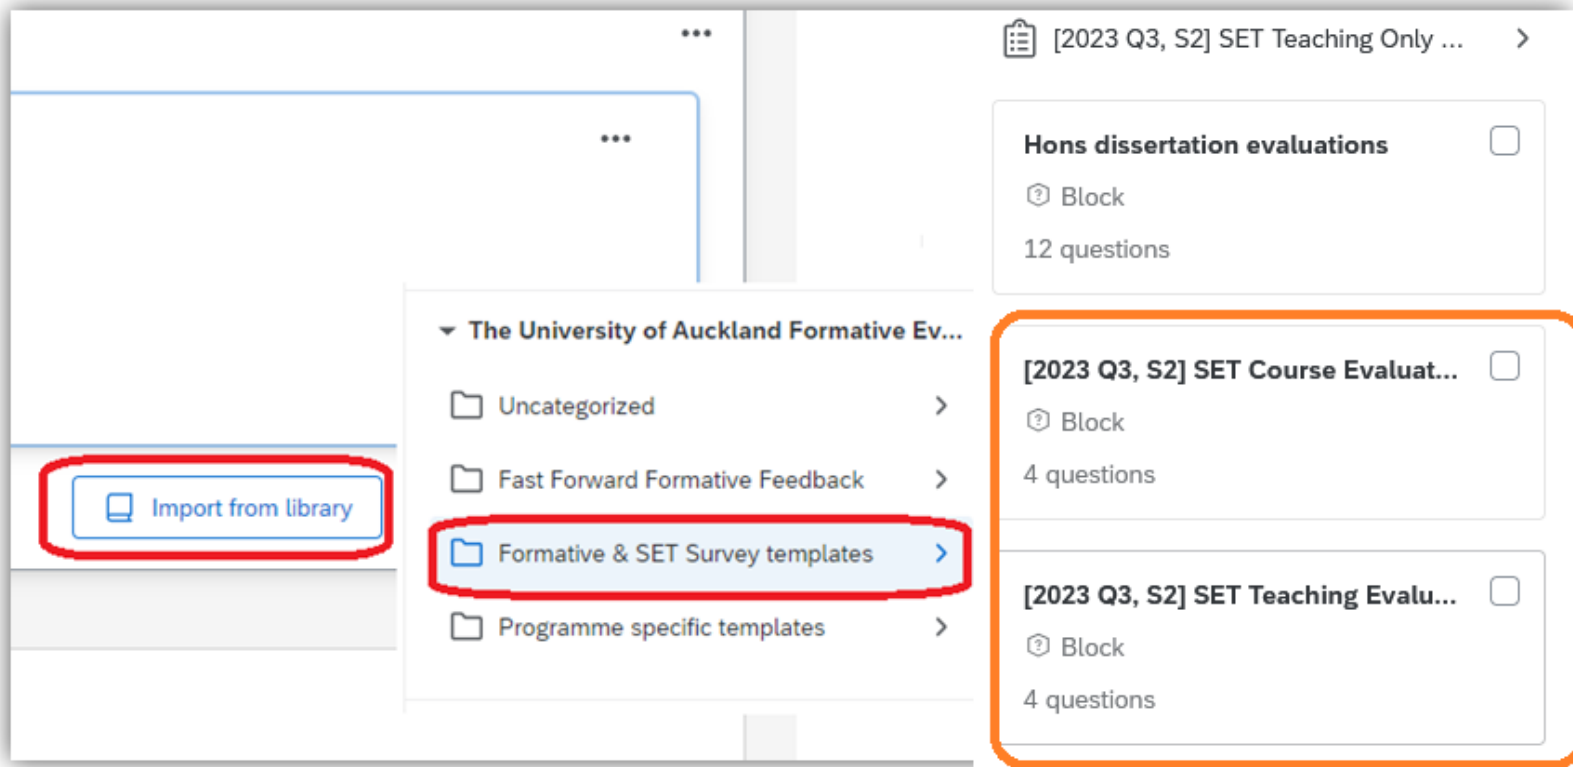 Import from library
The University of Auckland Formative Ev...
Uncategorized
Fast Forward Formative Feedback
Formative & SET Survey templates
Programme specific templates
[2023 Q3, S2] SET Teaching Only ...
Hons dissertation evaluations
Block
12 questions
[2023 Q3, S2] SET Course Evaluat...
Block
4 questions
[2023 Q3, S2] SET Teaching Evalu...
Block
4 questions